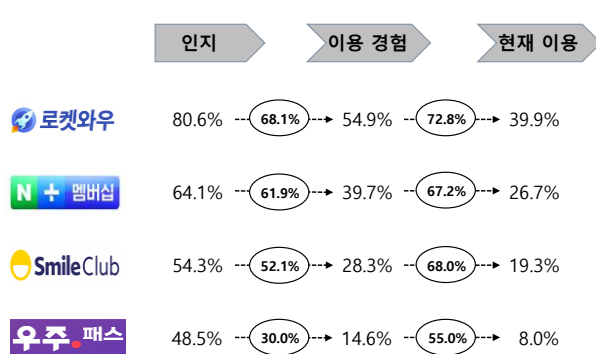 인지 이용 경험 현재 이용
로켓와우 80.6% 68.1% 54.9% 72.8% 39.9%
N + 멤버십 64.1% 61.9% 39.7% 67.2% 26.7%
Smile Club 54.3% 52.1% 28.3% 68.0% 19.3%
우주.패스 48.5% 30.0% 14.6% 55.0% 8.0%